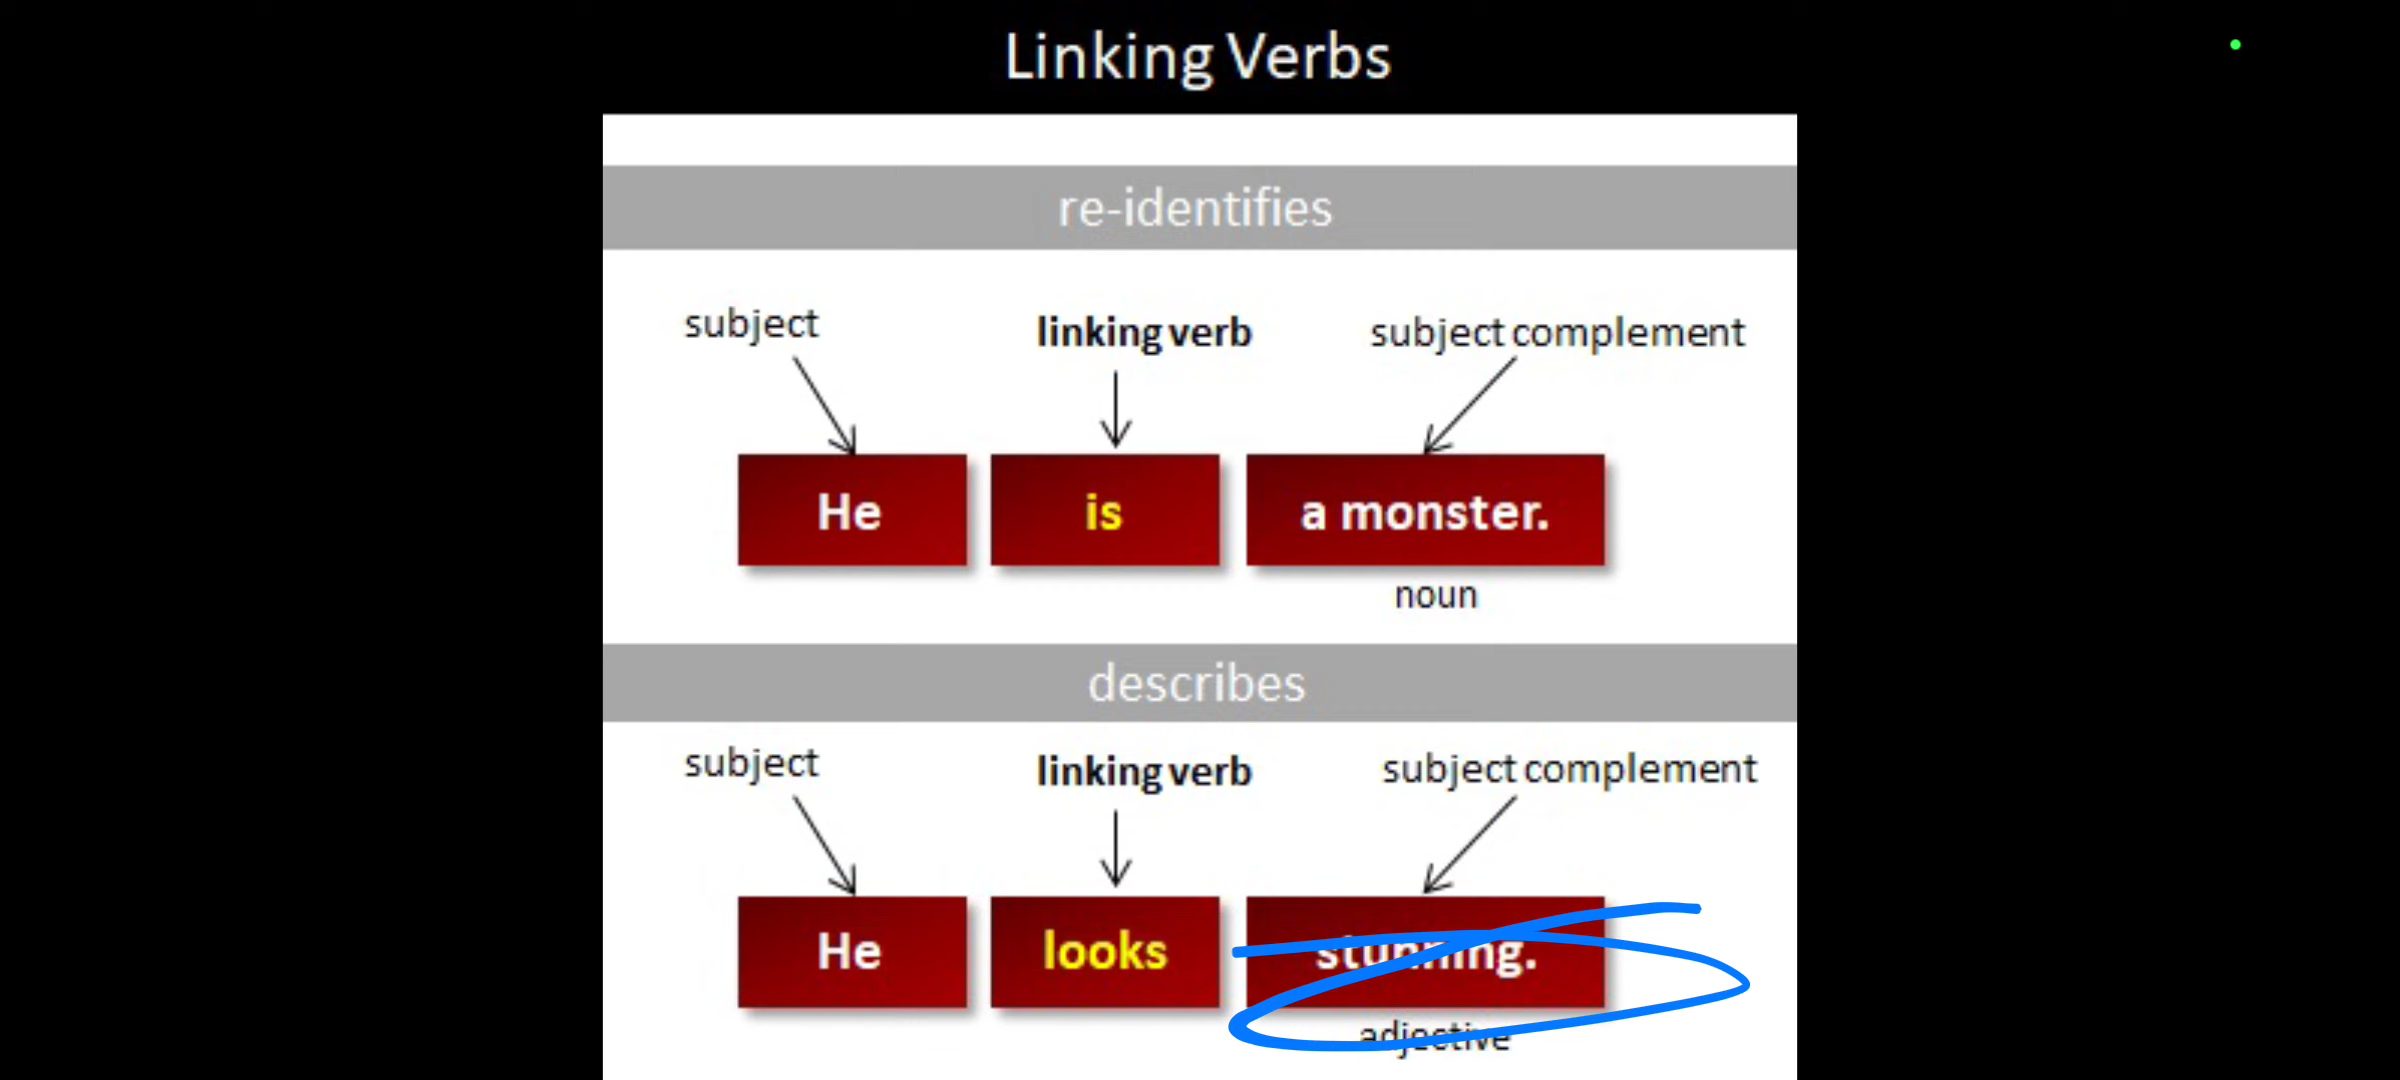 Linking Verbs
re-identifies
subject linking verb subject complement
He is a monster.
noun
describes
subject linking verb subject complement
He looks stunning.
adjective